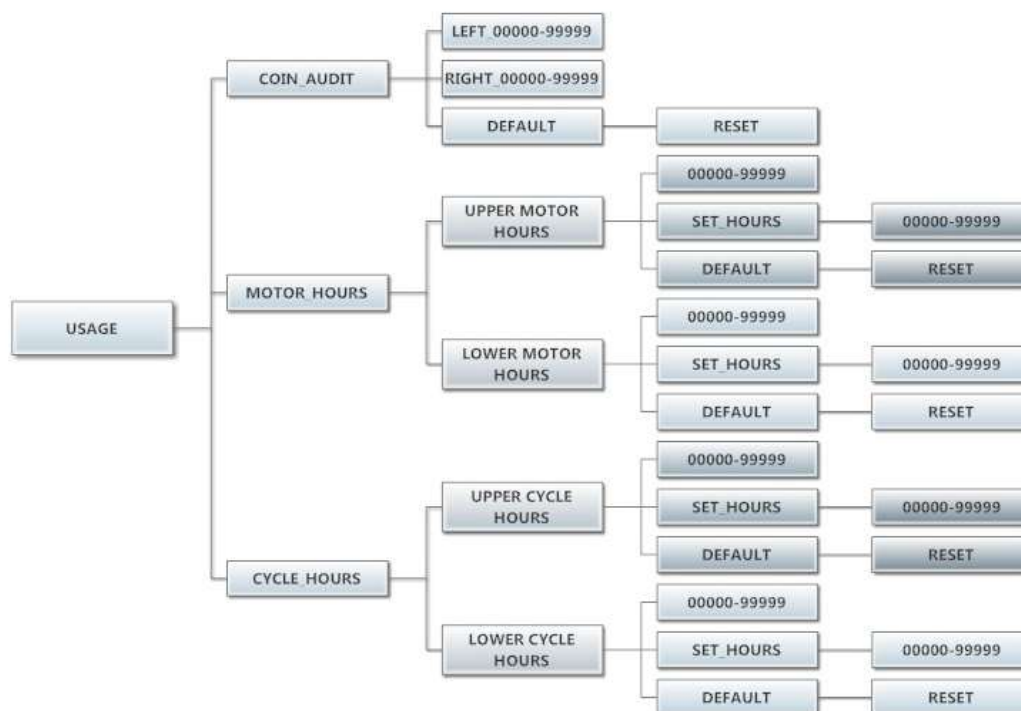 LEFT_00000-99999
COIN_AUDIT
RIGHT_00000-99999
DEFAULT
RESET
00000-99999
UPPER MOTOR
HOURS
SET_HOURS
00000-99999
DEFAULT
RESET
MOTOR_HOURS
00000-99999
USAGE
LOWER MOTOR
HOURS
SET_HOURS
00000-99999
DEFAULT
RESET
00000-99999
UPPER CYCLE
HOURS
SET_HOURS
00000-99999
DEFAULT
RESET
CYCLE_HOURS
00000-99999
LOWER CYCLE
HOURS
SET_HOURS
00000-99999
DEFAULT
RESET